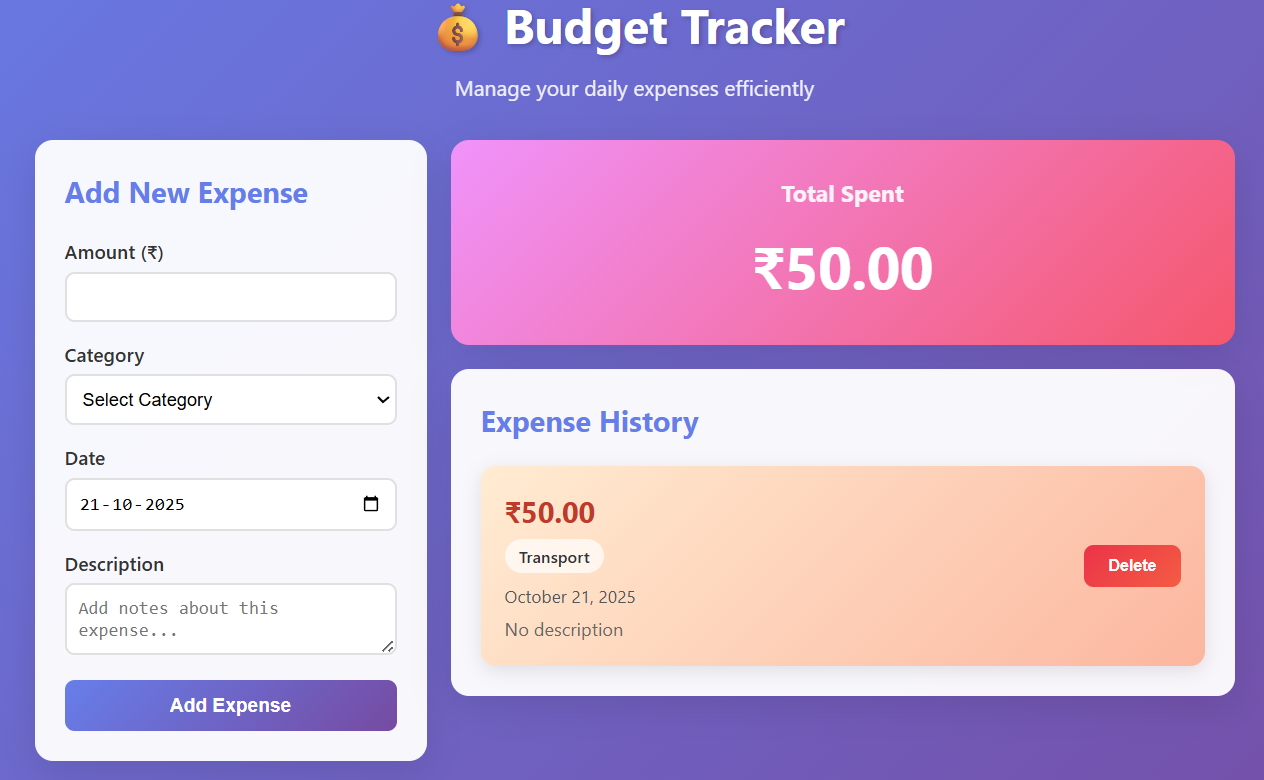 Budget Tracker
Manage your daily expenses efficiently
Add New Expense
Amount (₹)
Category
Select Category
Date
21-10-2025
Description
Add notes about this
expense...
Add Expense
Total Spent
₹50.00
Expense History
₹50.00
Transport
October 21, 2025
No description
Delete